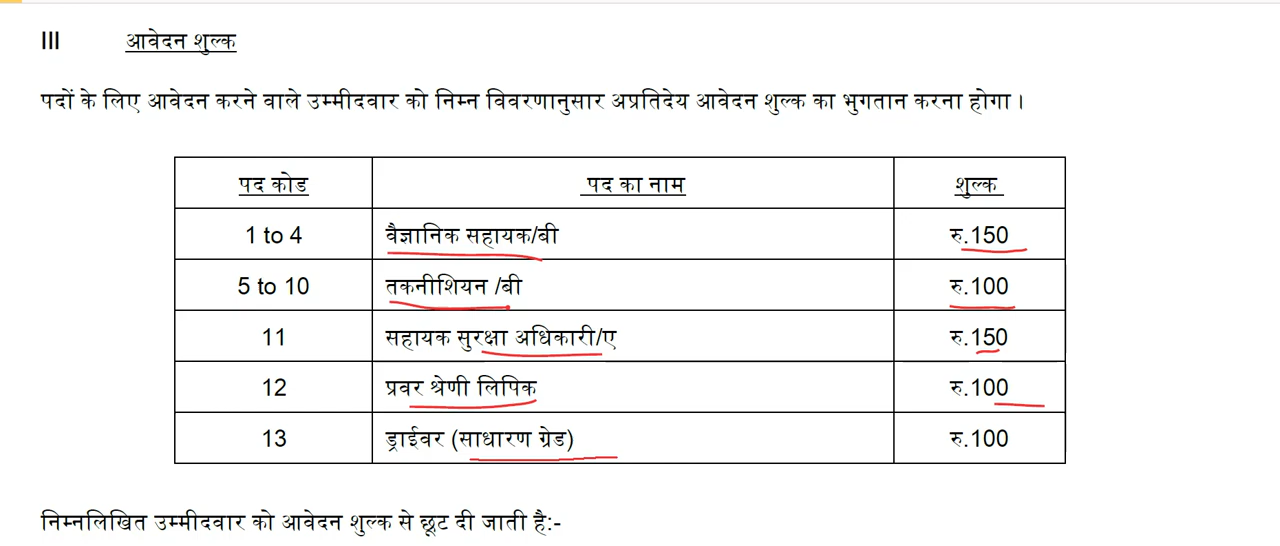 III आवेदन शुल्क
पदों के लिए आवेदन करने वाले उम्मीदवार को निम्न विवरणानुसार अप्रतिदेय आवेदन शुल्क का भुगतान करना होगा ।
पद कोड पद का नाम शुल्क
1 to 4 वैज्ञानिक सहायक/बी रु.150
5 to 10 तकनीशियन /बी रु.100
11 सहायक सुरक्षा अधिकारी/ए रु.150
12 प्रवर श्रेणी लिपिक रु.100
13 ड्राईवर (साधारण ग्रेड) रु.100
निम्नलिखित उम्मीदवार को आवेदन शुल्क से छूट दी जाती है:-